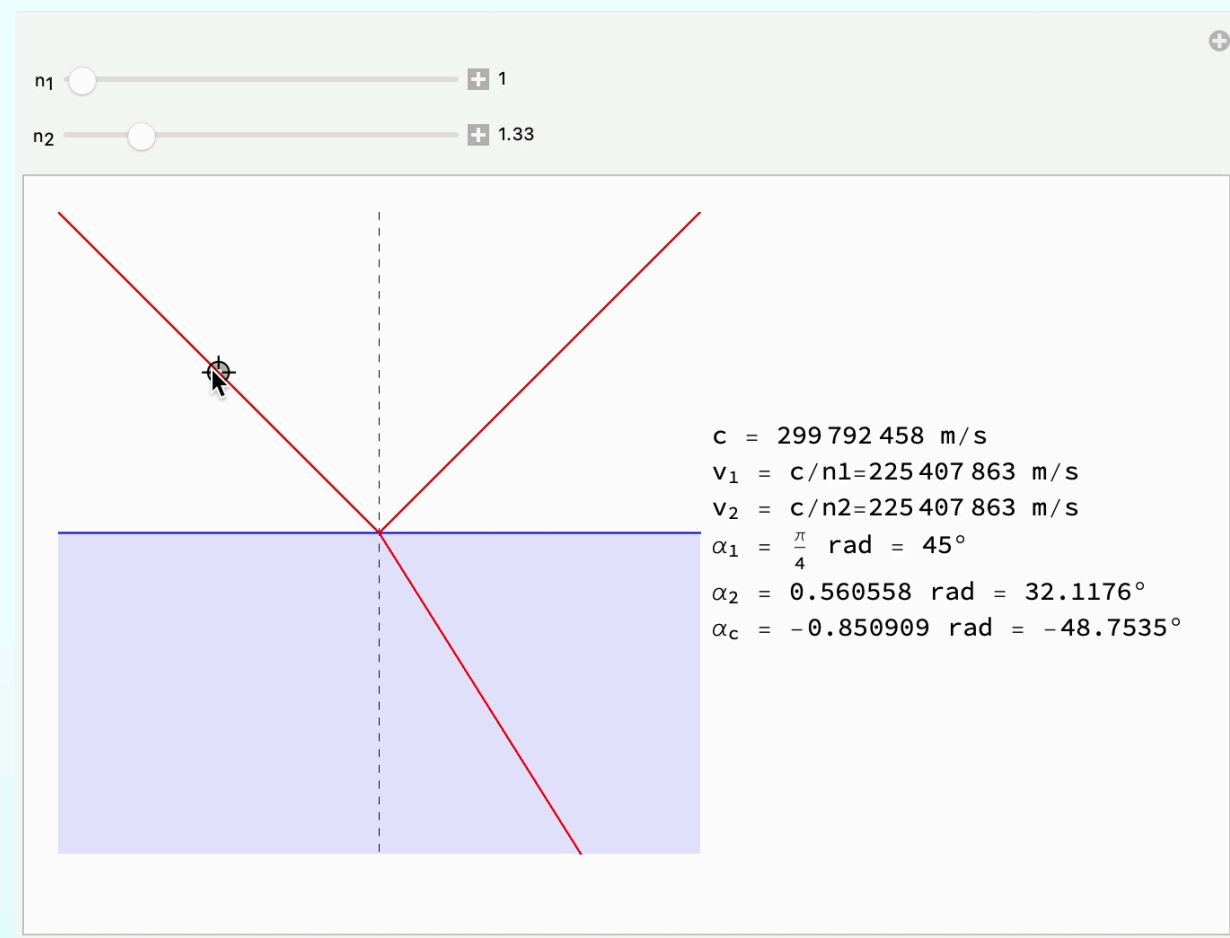 n1 1
n2 1.33
c = 299 792 458 m/s
v₁ = c/n1=225 407 863 m/s
v₂ = c/n2=225 407 863 m/s
α₁ = π/4 rad = 45°
α₂ = 0.560558 rad = 32.1176°
α_c = -0.850909 rad = -48.7535°